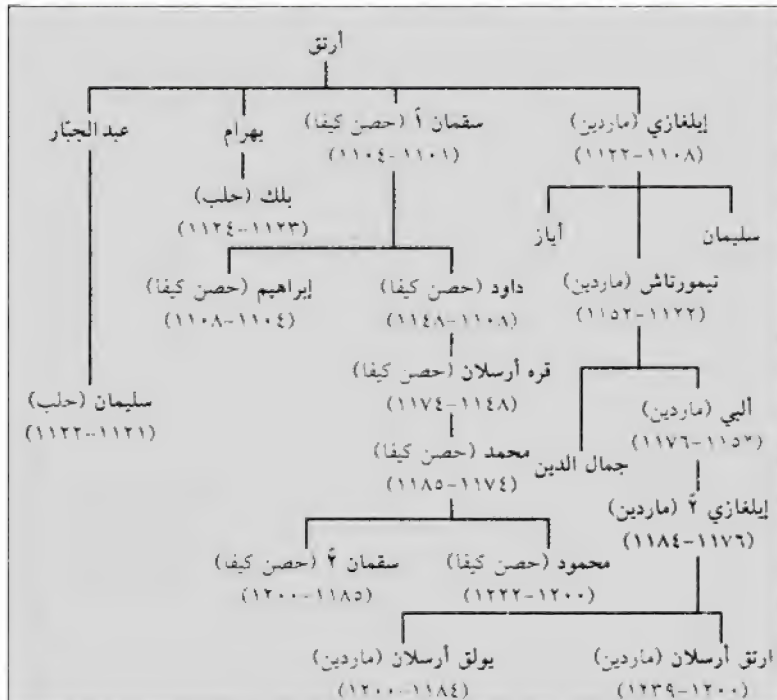 أرتق
إيلغازي (ماردين) سقمان أ (حصن كيفا) بهرام عبد الجبّار
(١١٠٨-١١٢٢) (١١٠١-١١٠٤)
بلك (حلب)
(١١٢٣-١١٢٤)
سليمان أياز
تيمورتاش (ماردين) داود (حصن كيفا) إبراهيم (حصن كيفا)
(١١٢٢-١١٥٢) (١١٠٨-١١٤٨) (١١٠٤-١١٠٨)
قره أرسلان (حصن كيفا)
(١١٤٨-١١٧٤)
ألبي (ماردين) سليمان (حلب)
(١١٥٢-١١٧٦) (١١٢١-١١٢٢)
محمد (حصن كيفا) جمال الدين
(١١٧٤-١١٨٥)
إيلغازي ٢ً (ماردين)
(١١٧٦-١١٨٤)
محمود (حصن كيفا) سقمان ٢ً (حصن كيفا)
(١٢٠٠-١٢٢٢) (١١٨٥-١٢٠٠)
ارتق أرسلان (ماردين) يولق أرسلان (ماردين)
(١٢٠٠-١٢٣٩) (١١٨٤-١٢٠٠)